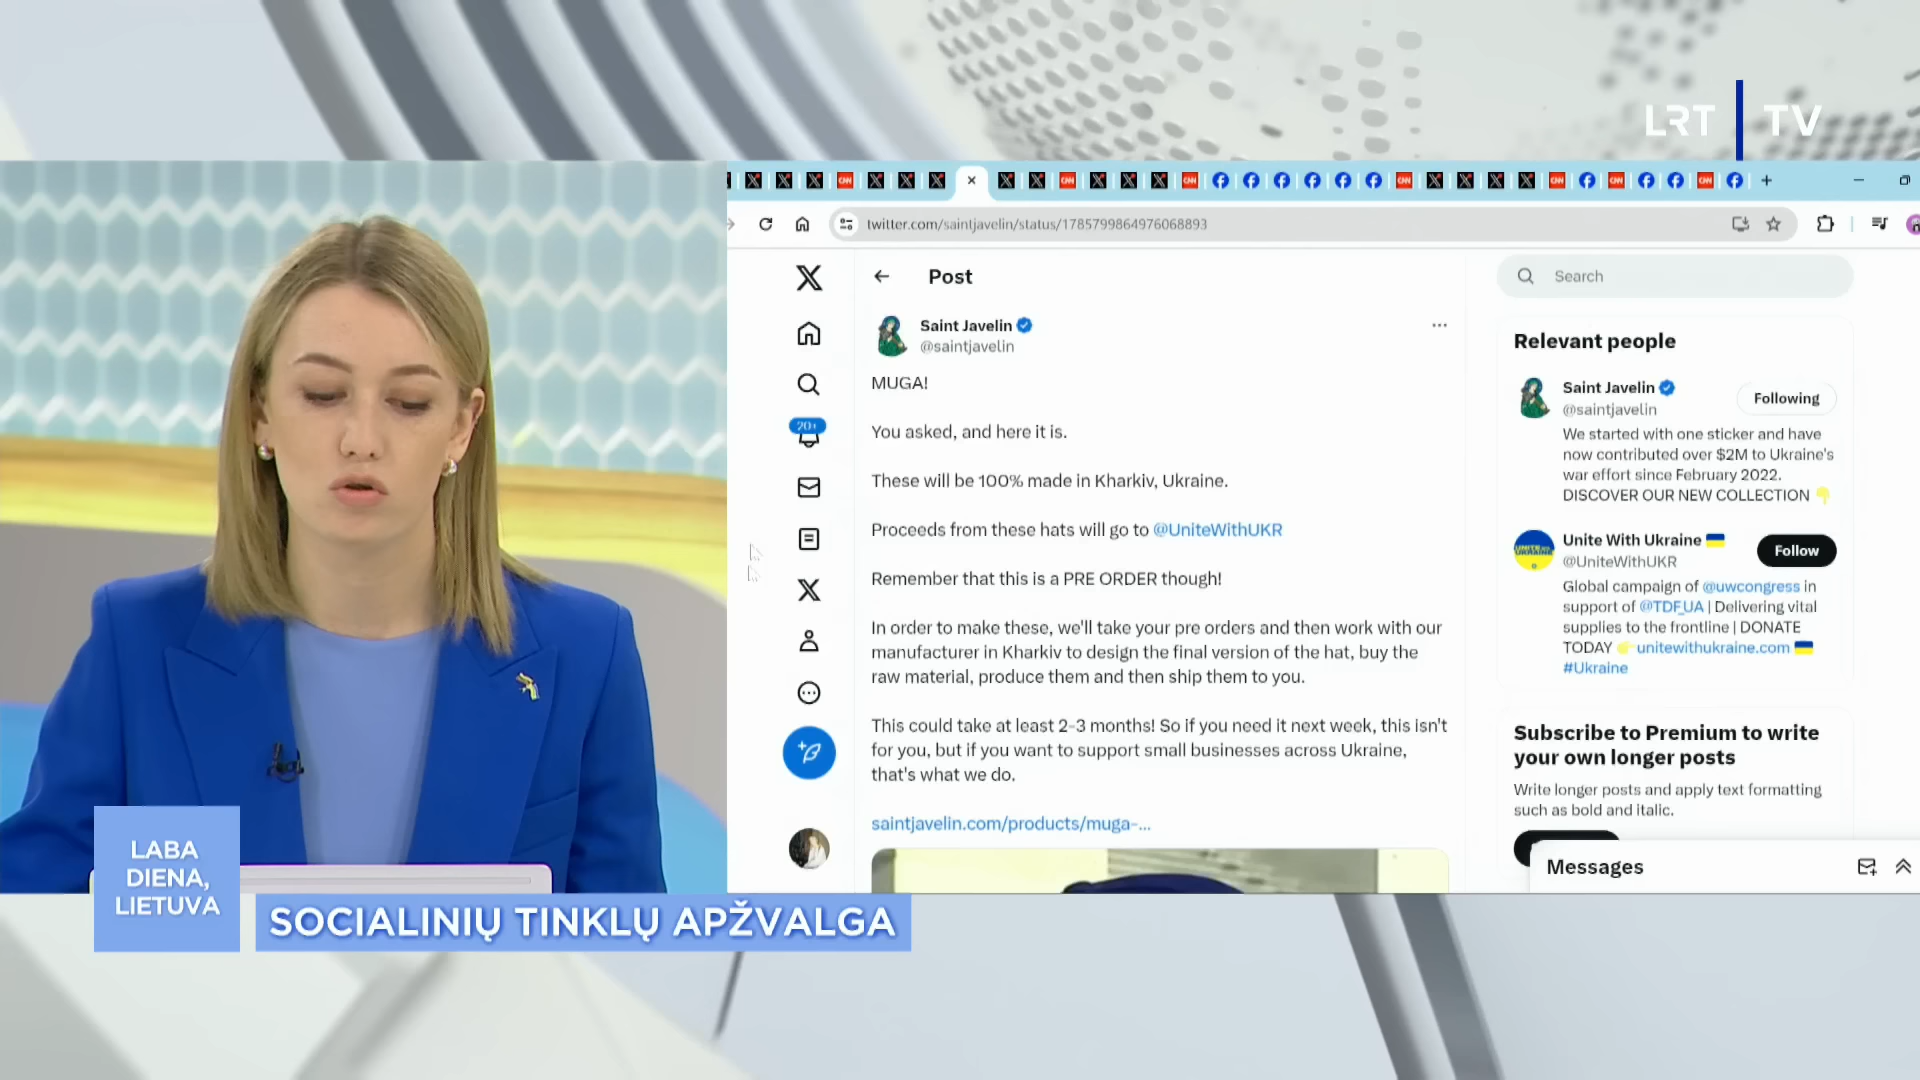 LRT TV
twitter.com/saintjavelin/status/1785799864976068893
Post
Search
Saint Javelin
@saintjavelin
MUGA!
You asked, and here it is.
These will be 100% made in Kharkiv, Ukraine.
Proceeds from these hats will go to @UniteWithUKR
Remember that this is a PRE ORDER though!
In order to make these, we'll take your pre orders and then work with our
manufacturer in Kharkiv to design the final version of the hat, buy the
raw material, produce them and then ship them to you.
This could take at least 2-3 months! So if you need it next week, this isn't
for you, but if you want to support small businesses across Ukraine,
that's what we do.
saintjavelin.com/products/muga-...
20+
Relevant people
Saint Javelin
@saintjavelin
Following
We started with one sticker and have
now contributed over $2M to Ukraine's
war effort since February 2022.
DISCOVER OUR NEW COLLECTION
Unite With Ukraine
@UniteWithUKR
Follow
Global campaign of @uwcongress in
support of @TDF_UA | Delivering vital
supplies to the frontline | DONATE
TODAY unitewithukraine.com
#Ukraine
Subscribe to Premium to write
your own longer posts
Write longer posts and apply text formatting
such as bold and italic.
Messages
LABA
DIENA,
LIETUVA
SOCIALINIŲ TINKLŲ APŽVALGA